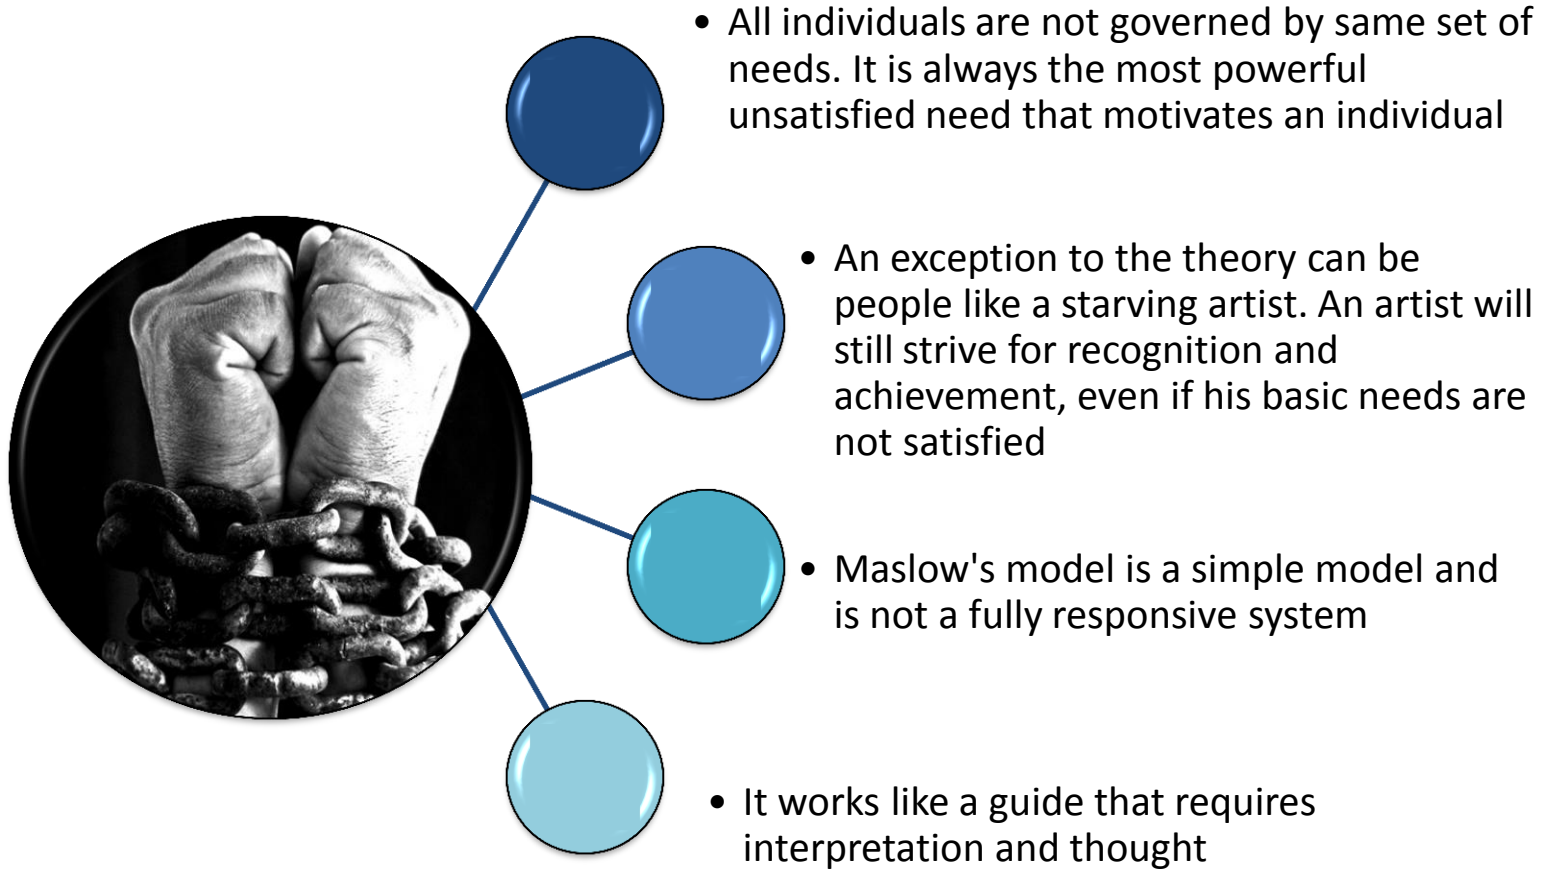 • All individuals are not governed by same set of
needs. It is always the most powerful
unsatisfied need that motivates an individual
• An exception to the theory can be
people like a starving artist. An artist will
still strive for recognition and
achievement, even if his basic needs are
not satisfied
• Maslow's model is a simple model and
is not a fully responsive system
• It works like a guide that requires
interpretation and thought